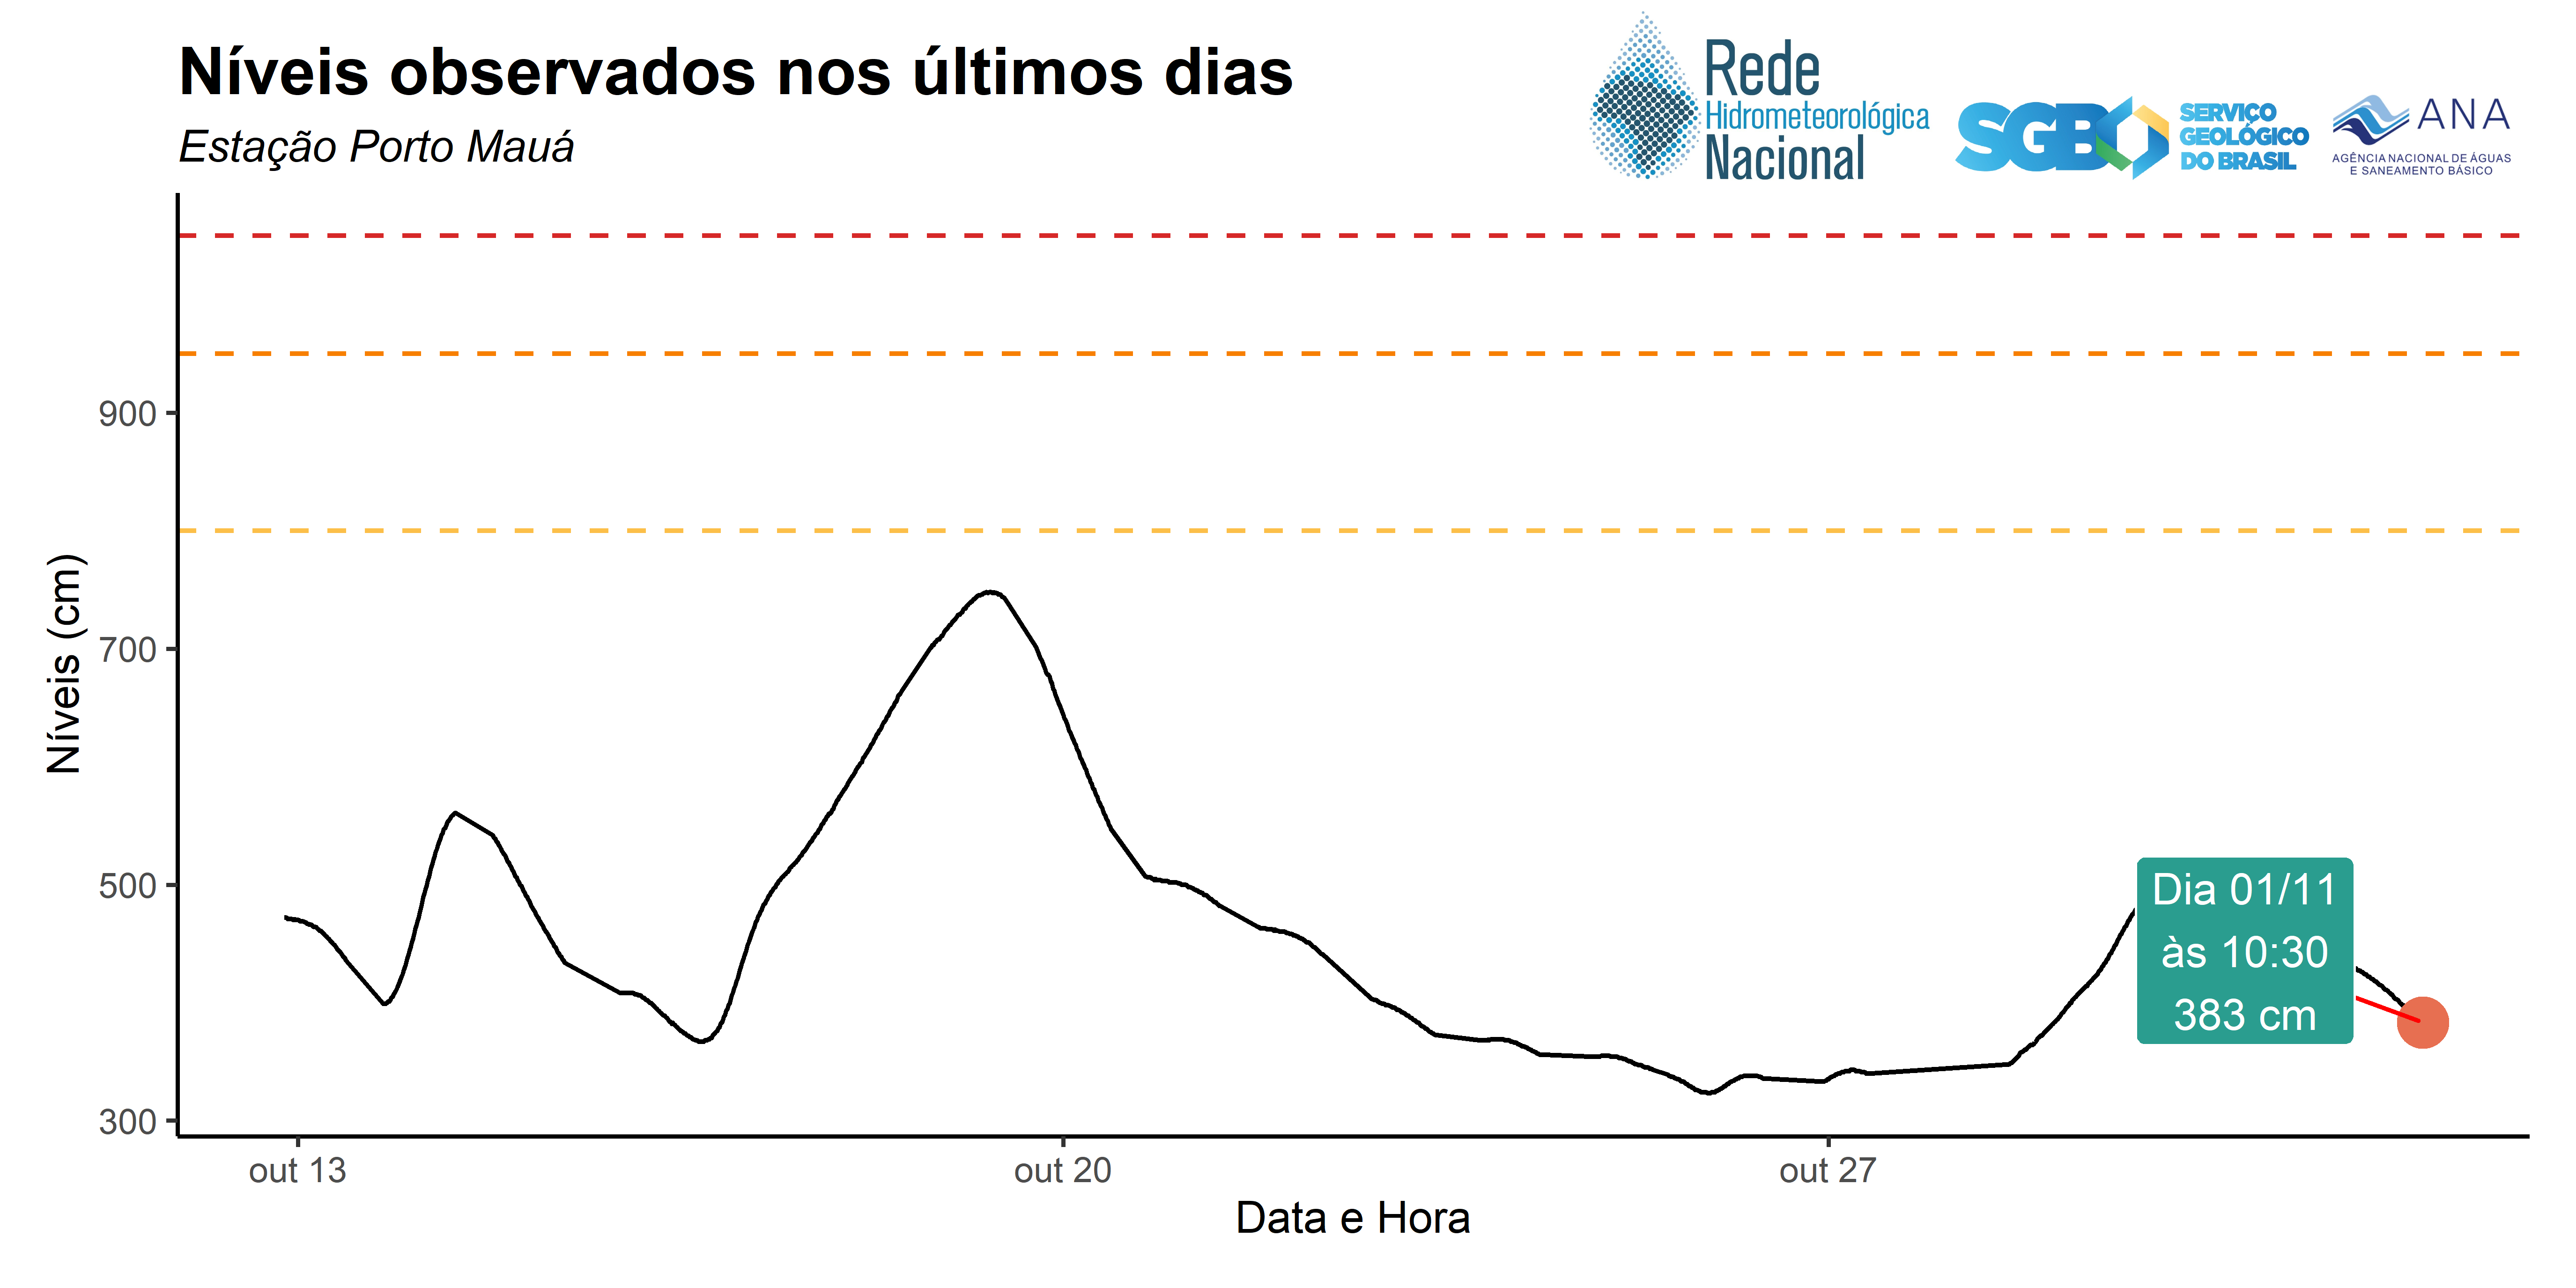 Níveis observados nos últimos dias
Estação Porto Mauá
Rede
Hidrometeorológica
Nacional
SGB
SERVIÇO
GEOLÓGICO
DO BRASIL
ANA
AGÊNCIA NACIONAL DE ÁGUAS
E SANEAMENTO BÁSICO
Níveis (cm)
900
700
500
300
Dia 01/11
às 10:30
383 cm
out 13
out 20
out 27
Data e Hora